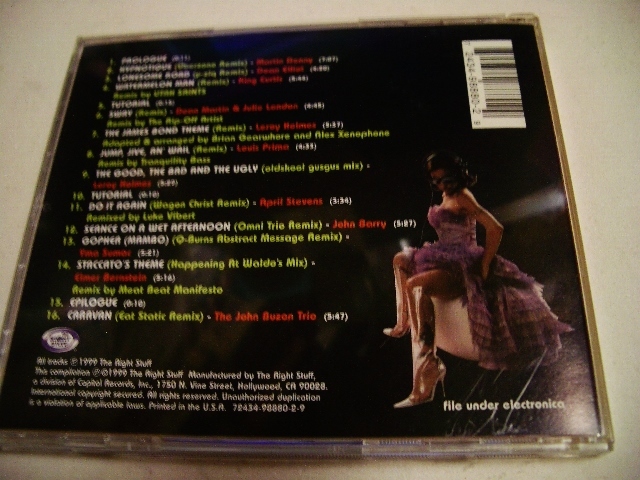 1. PROLOGUE (0:11)
2. HYPNOTIQUE (Remix) - Martin Denny (7:07)
3. LONESOME ROAD (Remix) - Dean Elliot
4. WATERMELON MAN (Remix) - King Curtis
Remix by UTAH SAINTS
5. TUTORIAL (0:15)
6. SWAY (Remix) - Dean Martin & Julie London (4:45)
Remix by The Rip-Off Artist
7. THE JAMES BOND THEME (Remix) - Leroy Holmes (3:37)
Adapted & arranged by Brian Gearwhore and Alex Xenophone
8. JUMP, JIVE, AN' WAIL (Remix) - Louis Prima (4:35)
Remix by Tranquility Bass
9. THE GOOD, THE BAD AND THE UGLY (oldskool gusgus mix) -
Leroy Holmes (5:29)
10. TUTORIAL (0:10)
11. DO IT AGAIN (Wagon Christ Remix) - April Stevens (3:34)
Remixed by Luke Vibert
12. SEANCE ON A WET AFTERNOON (Omni Trio Remix) - John Barry (5:27)
13. GOPHER (MAMBO) (Q-Burns Abstract Message Remix) -
Yma Sumac (5:21)
14. STACCATO'S THEME (Happening At Waldo's Mix) -
Elmer Bernstein (5:16)
Remix by Meat Beat Manifesto
15. EPILOGUE (0:10)
16. CARAVAN (Eat Static Remix) - The John Buzon Trio (5:47)
7 2434-98880-2 9
All tracks ℗ 1999 The Right Stuff
This compilation ℗©1999 The Right Stuff. Manufactured by The Right Stuff,
a division of Capitol Records, Inc., 1750 N. Vine Street, Hollywood, CA 90028.
International copyright secured. All rights reserved. Unauthorized duplication
is a violation of applicable laws. Printed in the U.S.A. 72434-98880-2-9
file under electronica